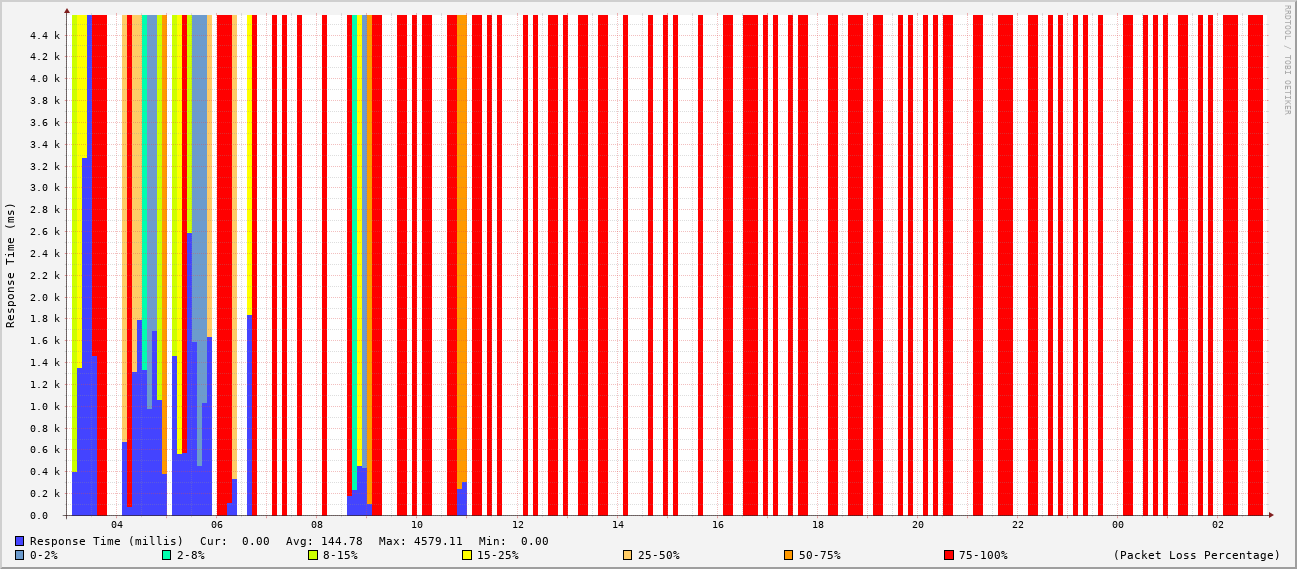 RRDTOOL / TOBI OETIKER
Response Time (ms)
4.4 k
4.2 k
4.0 k
3.8 k
3.6 k
3.4 k
3.2 k
3.0 k
2.8 k
2.6 k
2.4 k
2.2 k
2.0 k
1.8 k
1.6 k
1.4 k
1.2 k
1.0 k
0.8 k
0.6 k
0.4 k
0.2 k
0.0
04 06 08 10 12 14 16 18 20 22 00 02
Response Time (millis) Cur: 0.00 Avg: 144.78 Max: 4579.11 Min: 0.00
0-2% 2-8% 8-15% 15-25% 25-50% 50-75% 75-100% (Packet Loss Percentage)